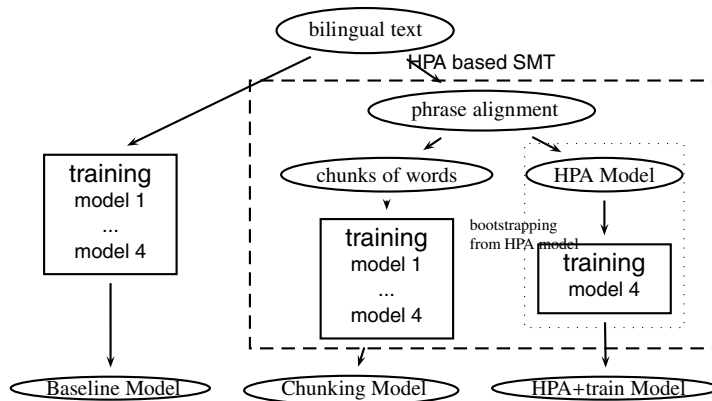 bilingual text
HPA based SMT
phrase alignment
chunks of words
HPA Model
training
model 1
...
model 4
training
model 1
...
model 4
bootstrapping
from HPA model
training
model 4
Baseline Model
Chunking Model
HPA+train Model